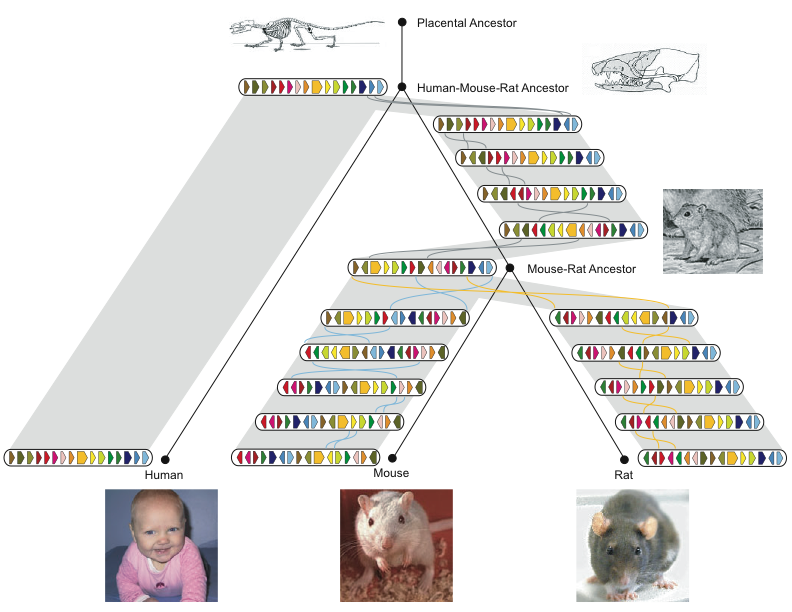 Placental Ancestor
Human-Mouse-Rat Ancestor
Mouse-Rat Ancestor
Human
Mouse
Rat